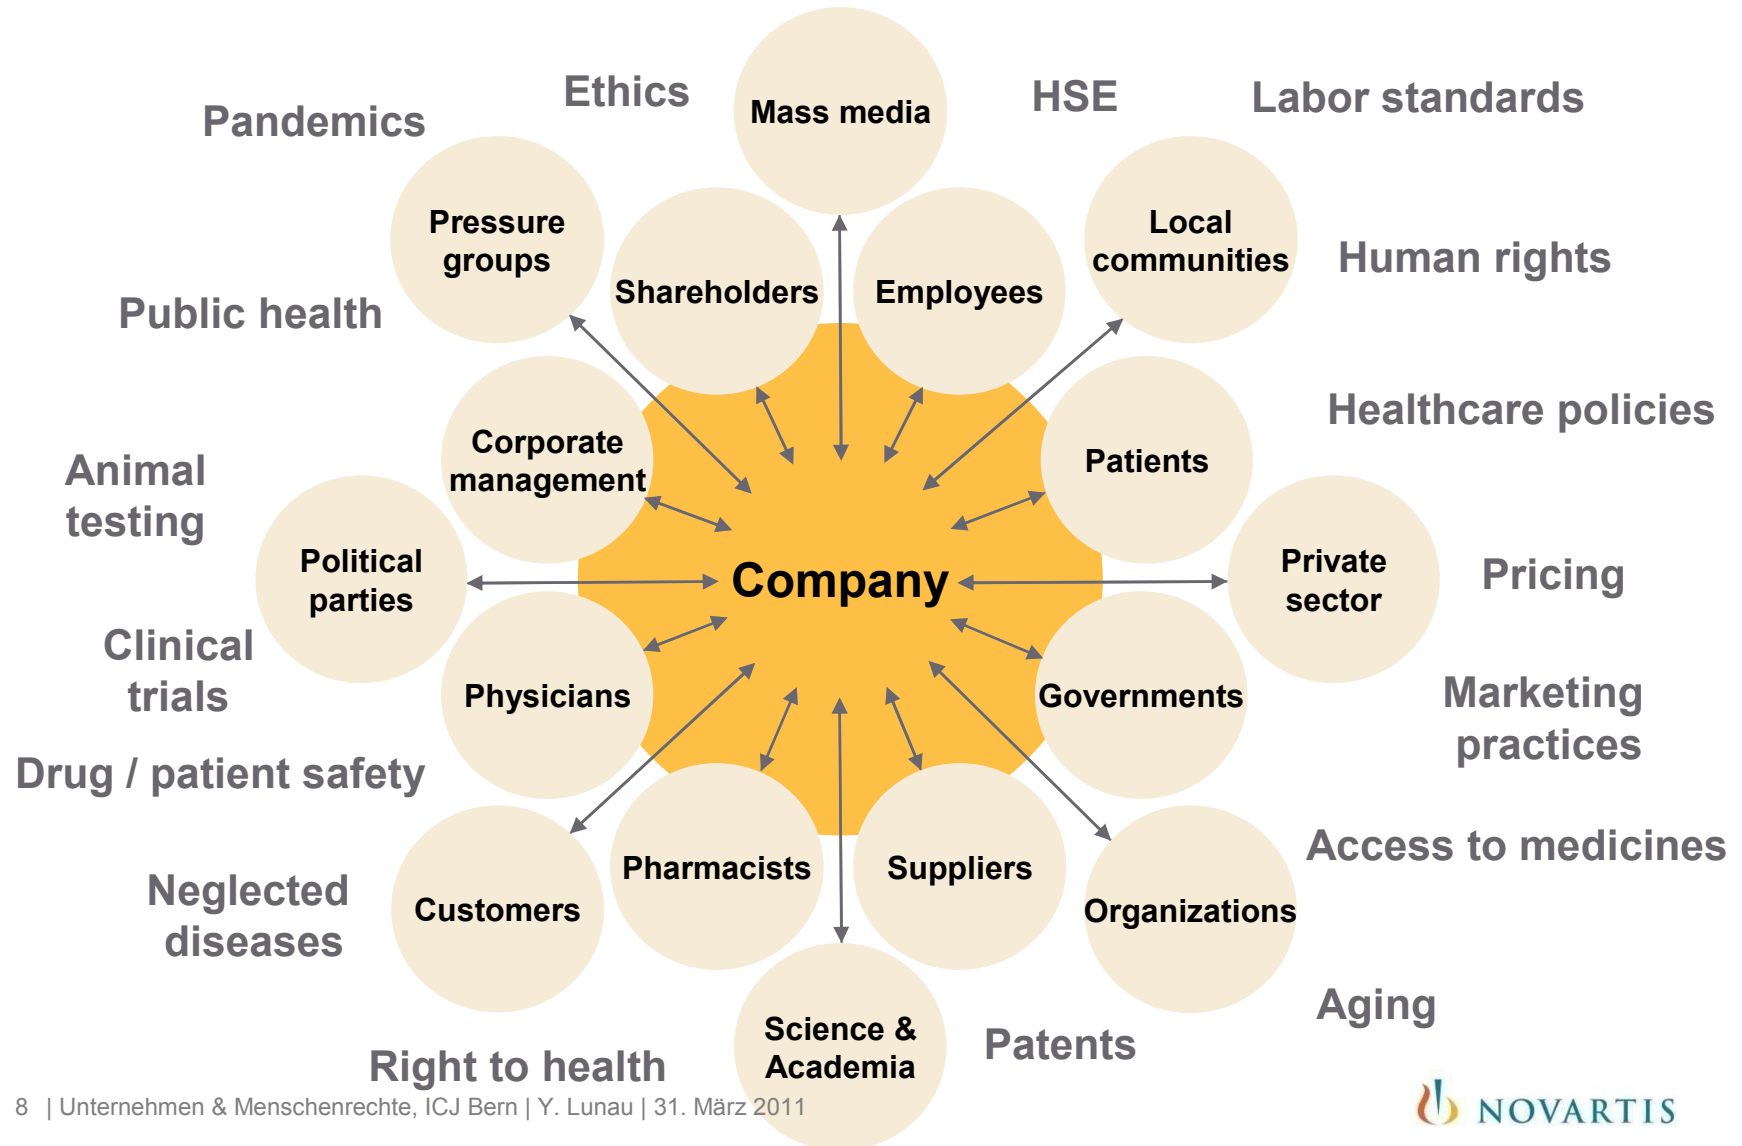 Ethics
Mass media
HSE
Labor standards
Pandemics
Pressure
groups
Shareholders
Employees
Local
communities
Human rights
Public health
Corporate
management
Patients
Healthcare policies
Animal
testing
Political
parties
Company
Private
sector
Pricing
Clinical
trials
Physicians
Governments
Marketing
practices
Drug / patient safety
Customers
Pharmacists
Suppliers
Organizations
Access to medicines
Neglected
diseases
Aging
Science &
Academia
Patents
Right to health
8 | Unternehmen & Menschenrechte, ICJ Bern | Y. Lunau | 31. März 2011
NOVARTIS